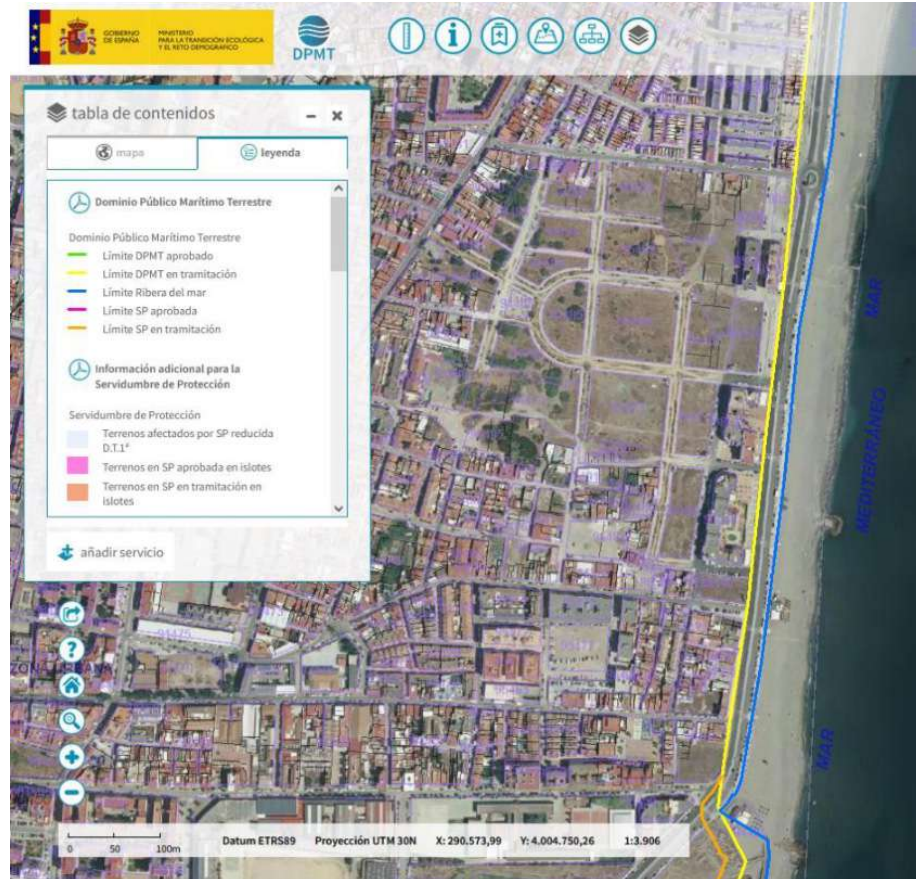 GOBIERNO
DE ESPAÑA
MINISTERIO
PARA LA TRANSICIÓN ECOLÓGICA
Y EL RETO DEMOGRÁFICO
DPMT
tabla de contenidos
mapa
leyenda
Dominio Público Marítimo Terrestre
Dominio Público Marítimo Terrestre
Límite DPMT aprobado
Límite DPMT en tramitación
Límite Ribera del mar
Límite SP aprobada
Límite SP en tramitación
Información adicional para la
Servidumbre de Protección
Servidumbre de Protección
Terrenos afectados por SP reducida
D.T.1ª
Terrenos en SP aprobada en islotes
Terrenos en SP en tramitación en
islotes
añadir servicio
MAR
MEDITERRÁNEO
MAR
ZONA URBANA
0 50 100m
Datum ETRS89 Proyección UTM 30N X: 290.573,99 Y: 4.004.750,26 1:3.906